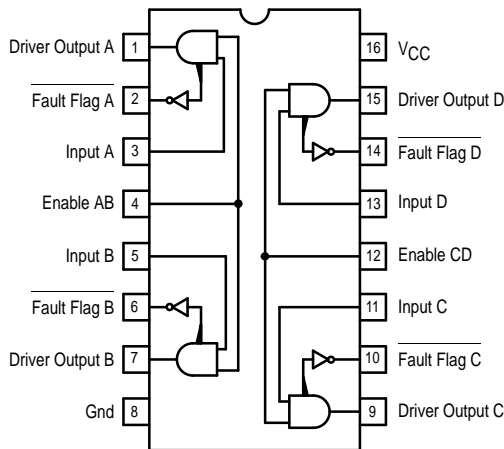 Driver Output A 1
Fault Flag A 2
Input A 3
Enable AB 4
Input B 5
Fault Flag B 6
Driver Output B 7
Gnd 8
16 VCC
15 Driver Output D
14 Fault Flag D
13 Input D
12 Enable CD
11 Input C
10 Fault Flag C
9 Driver Output C